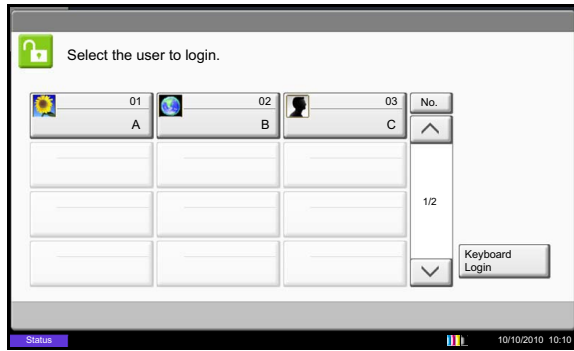 Select the user to login.
01 02 03 No.
A B C
1/2
Keyboard
Login
Status 10/10/2010 10:10